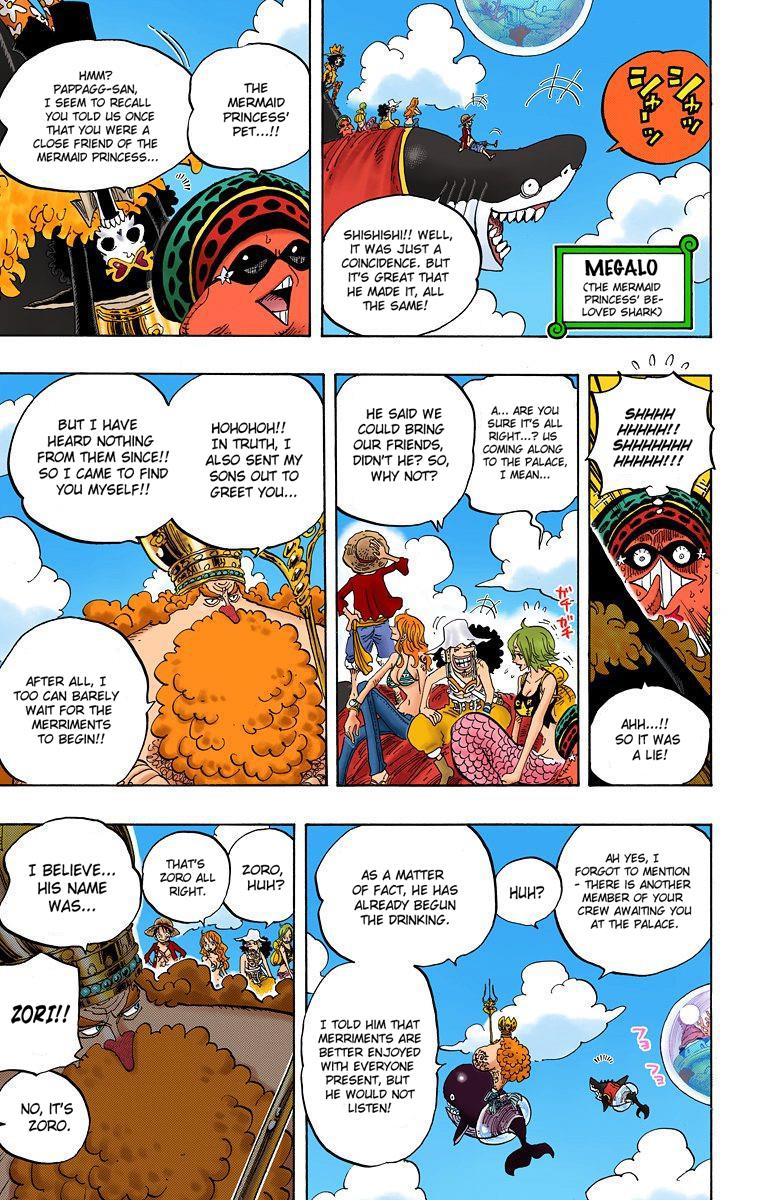 シャーッ
シャーッ
SHISHISHI!! WELL,
IT WAS JUST A
COINCIDENCE. BUT
IT'S GREAT THAT
HE MADE IT, ALL
THE SAME!
MEGALO
(THE MERMAID
PRINCESS' BE-
LOVED SHARK)
THE
MERMAID
PRINCESS'
PET...!!
HMM?
PAPPAGG-SAN,
I SEEM TO RECALL
YOU TOLD US ONCE
THAT YOU WERE A
CLOSE FRIEND OF THE
MERMAID PRINCESS...
SHHHH
HHHHH!!
SHHHHHHH
HHHHH!!!
AHH...!!
SO IT WAS
A LIE!
A... ARE YOU
SURE IT'S ALL
RIGHT...? US
COMING ALONG
TO THE PALACE,
I MEAN...
HE SAID WE
COULD BRING
OUR FRIENDS,
DIDN'T HE? SO,
WHY NOT?
ガチガチ
HOHOHOH!!
IN TRUTH, I
ALSO SENT MY
SONS OUT TO
GREET YOU...
BUT I HAVE
HEARD NOTHING
FROM THEM SINCE!!
SO I CAME TO FIND
YOU MYSELF!!
AFTER ALL, I
TOO CAN BARELY
WAIT FOR THE
MERRIMENTS
TO BEGIN!!
AH YES, I
FORGOT TO MENTION
- THERE IS ANOTHER
MEMBER OF YOUR
CREW AWAITING YOU
AT THE PALACE.
HUH?
AS A MATTER
OF FACT, HE HAS
ALREADY BEGUN
THE DRINKING.
I TOLD HIM THAT
MERRIMENTS ARE
BETTER ENJOYED
WITH EVERYONE
PRESENT, BUT
HE WOULD NOT
LISTEN!
フヨ
フヨ
ZORO,
HUH?
THAT'S
ZORO ALL
RIGHT.
I BELIEVE...
HIS NAME
WAS...
ZORI!!
NO, IT'S
ZORO.